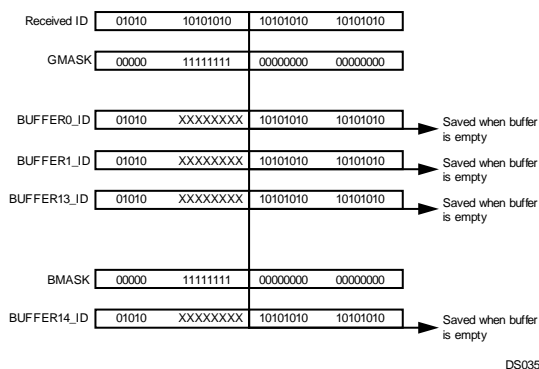 Received ID 01010 10101010 10101010 10101010
GMASK 00000 11111111 00000000 00000000
BUFFER0_ID 01010 XXXXXXXX 10101010 10101010
Saved when buffer
is empty
BUFFER1_ID 01010 XXXXXXXX 10101010 10101010
Saved when buffer
is empty
BUFFER13_ID 01010 XXXXXXXX 10101010 10101010
Saved when buffer
is empty
BMASK 00000 11111111 00000000 00000000
BUFFER14_ID 01010 XXXXXXXX 10101010 10101010
Saved when buffer
is empty
DS035